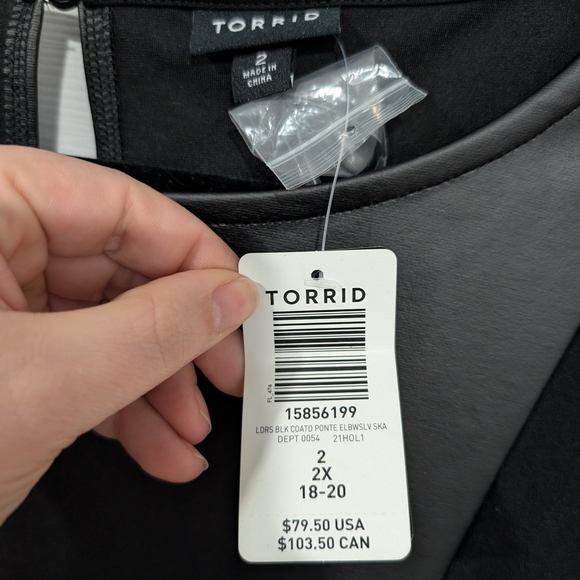 TORRID
2
MADE IN
CHINA
TORRID
FL_474
15856199
LDRS BLK COATD PONTE ELBWSLV SKA
DEPT 0054 21HOL1
2
2X
18-20
$79.50 USA
$103.50 CAN